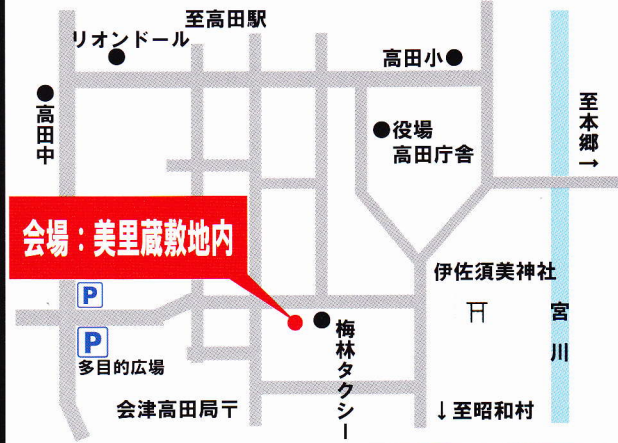 至高田駅
リオンドール
高田小
高田中
役場
高田庁舎
至本郷→
会場：美里蔵敷地内
伊佐須美神社
宮川
P
P
多目的広場
梅林タクシー
会津高田局〒
↓至昭和村